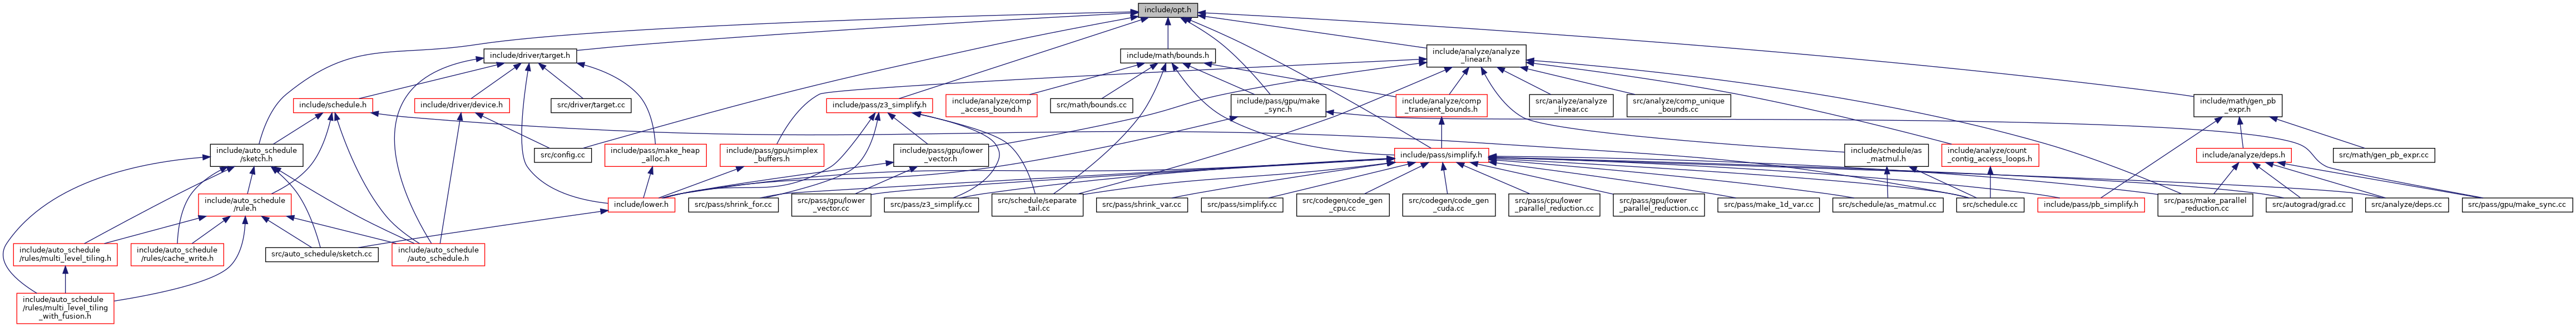 include/opt.h
include/driver/target.h
include/math/bounds.h
include/analyze/analyze
_linear.h
include/schedule.h
include/driver/device.h
src/driver/target.cc
include/pass/z3_simplify.h
include/analyze/comp
_access_bound.h
src/math/bounds.cc
include/pass/gpu/make
_sync.h
include/analyze/comp
_transient_bounds.h
src/analyze/analyze
_linear.cc
src/analyze/comp_unique
_bounds.cc
include/math/gen_pb
_expr.h
include/auto_schedule
/sketch.h
src/config.cc
include/pass/make_heap
_alloc.h
include/pass/gpu/simplex
_buffers.h
include/pass/gpu/lower
_vector.h
include/pass/simplify.h
include/schedule/as
_matmul.h
include/analyze/count
_contig_access_loops.h
include/analyze/deps.h
src/math/gen_pb_expr.cc
include/auto_schedule
/rule.h
include/lower.h
src/pass/shrink_for.cc
src/pass/gpu/lower
_vector.cc
src/pass/z3_simplify.cc
src/schedule/separate
_tail.cc
src/pass/shrink_var.cc
src/pass/simplify.cc
src/codegen/code_gen
_cpu.cc
src/codegen/code_gen
_cuda.cc
src/pass/cpu/lower
_parallel_reduction.cc
src/pass/gpu/lower
_parallel_reduction.cc
src/pass/make_1d_var.cc
src/schedule/as_matmul.cc
src/schedule.cc
include/pass/pb_simplify.h
src/pass/make_parallel
_reduction.cc
src/autograd/grad.cc
src/analyze/deps.cc
src/pass/gpu/make_sync.cc
include/auto_schedule
/rules/multi_level_tiling.h
include/auto_schedule
/rules/cache_write.h
src/auto_schedule/sketch.cc
include/auto_schedule
/auto_schedule.h
include/auto_schedule
/rules/multi_level_tiling
_with_fusion.h